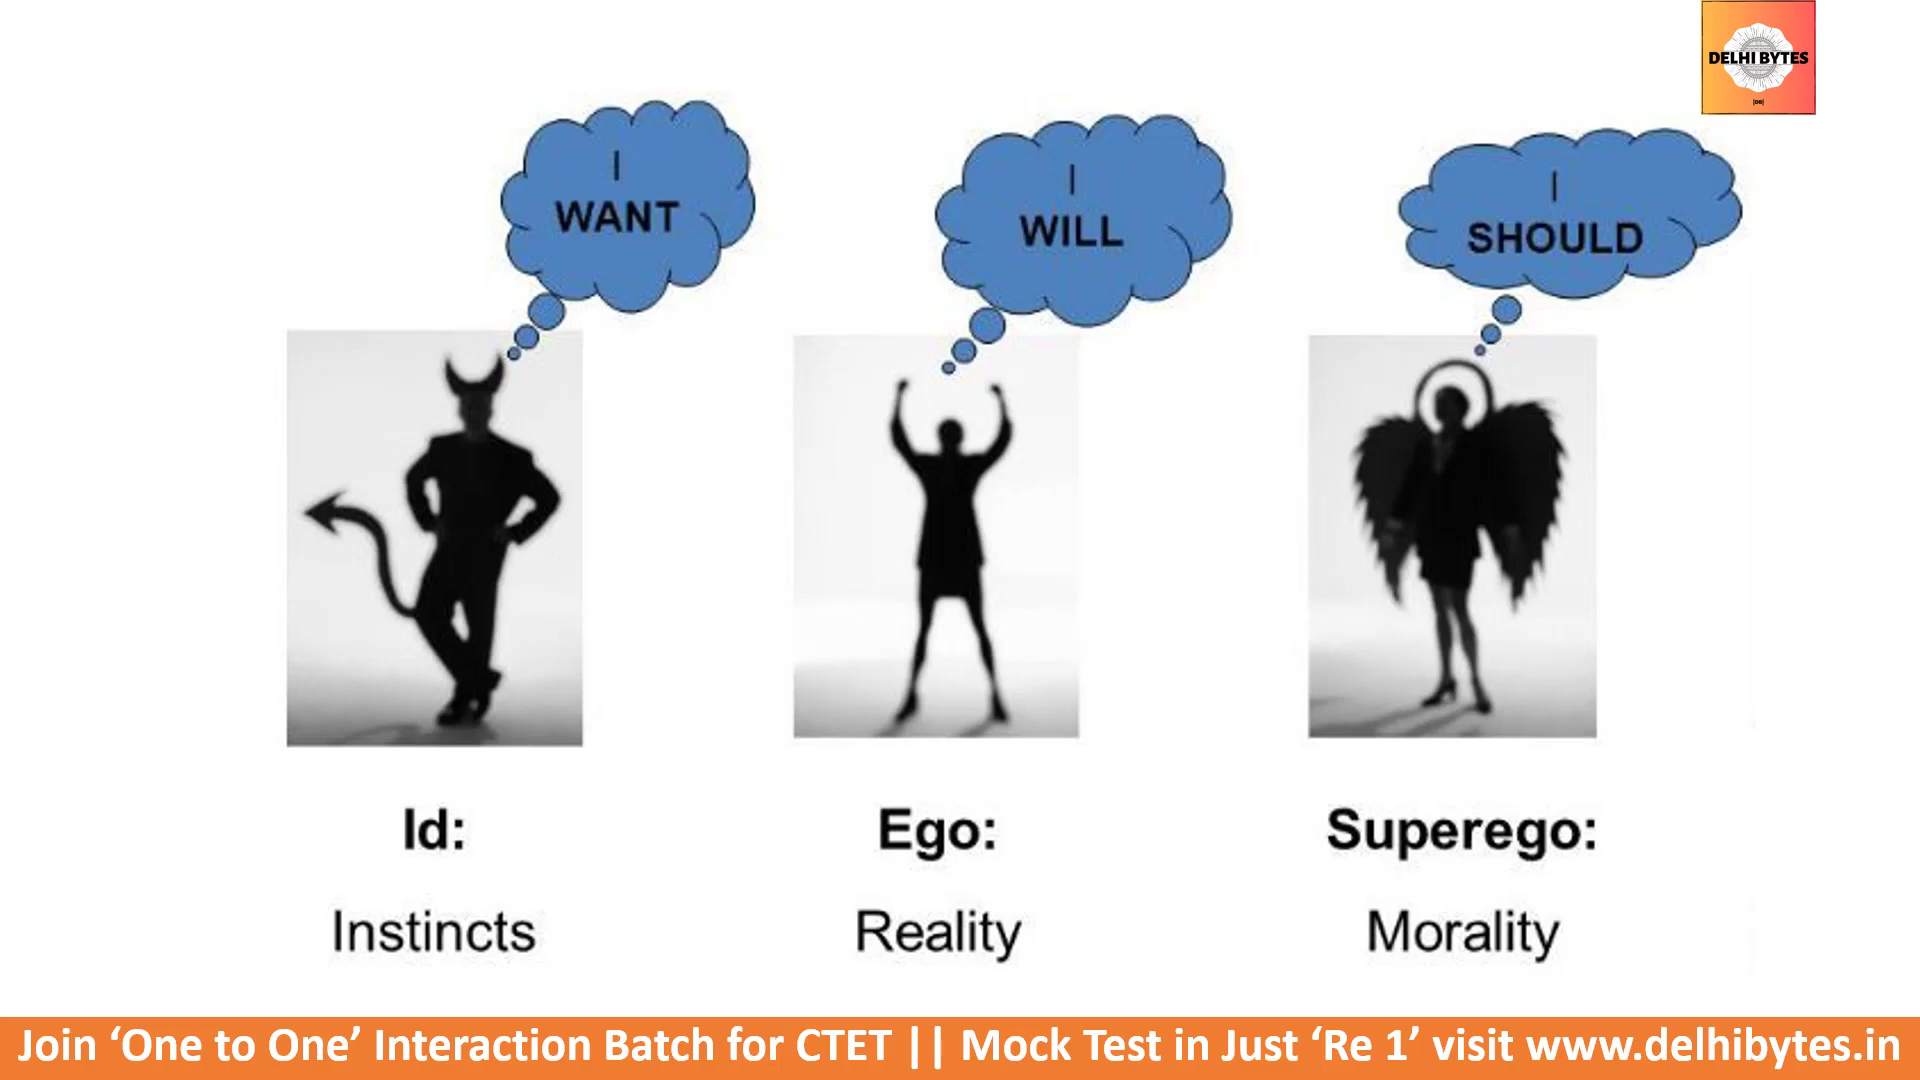 DELHI BYTES
|DB|
I
WANT
I
WILL
I
SHOULD
Id:
Instincts
Ego:
Reality
Superego:
Morality
Join ‘One to One’ Interaction Batch for CTET || Mock Test in Just ‘Re 1’ visit www.delhibytes.in